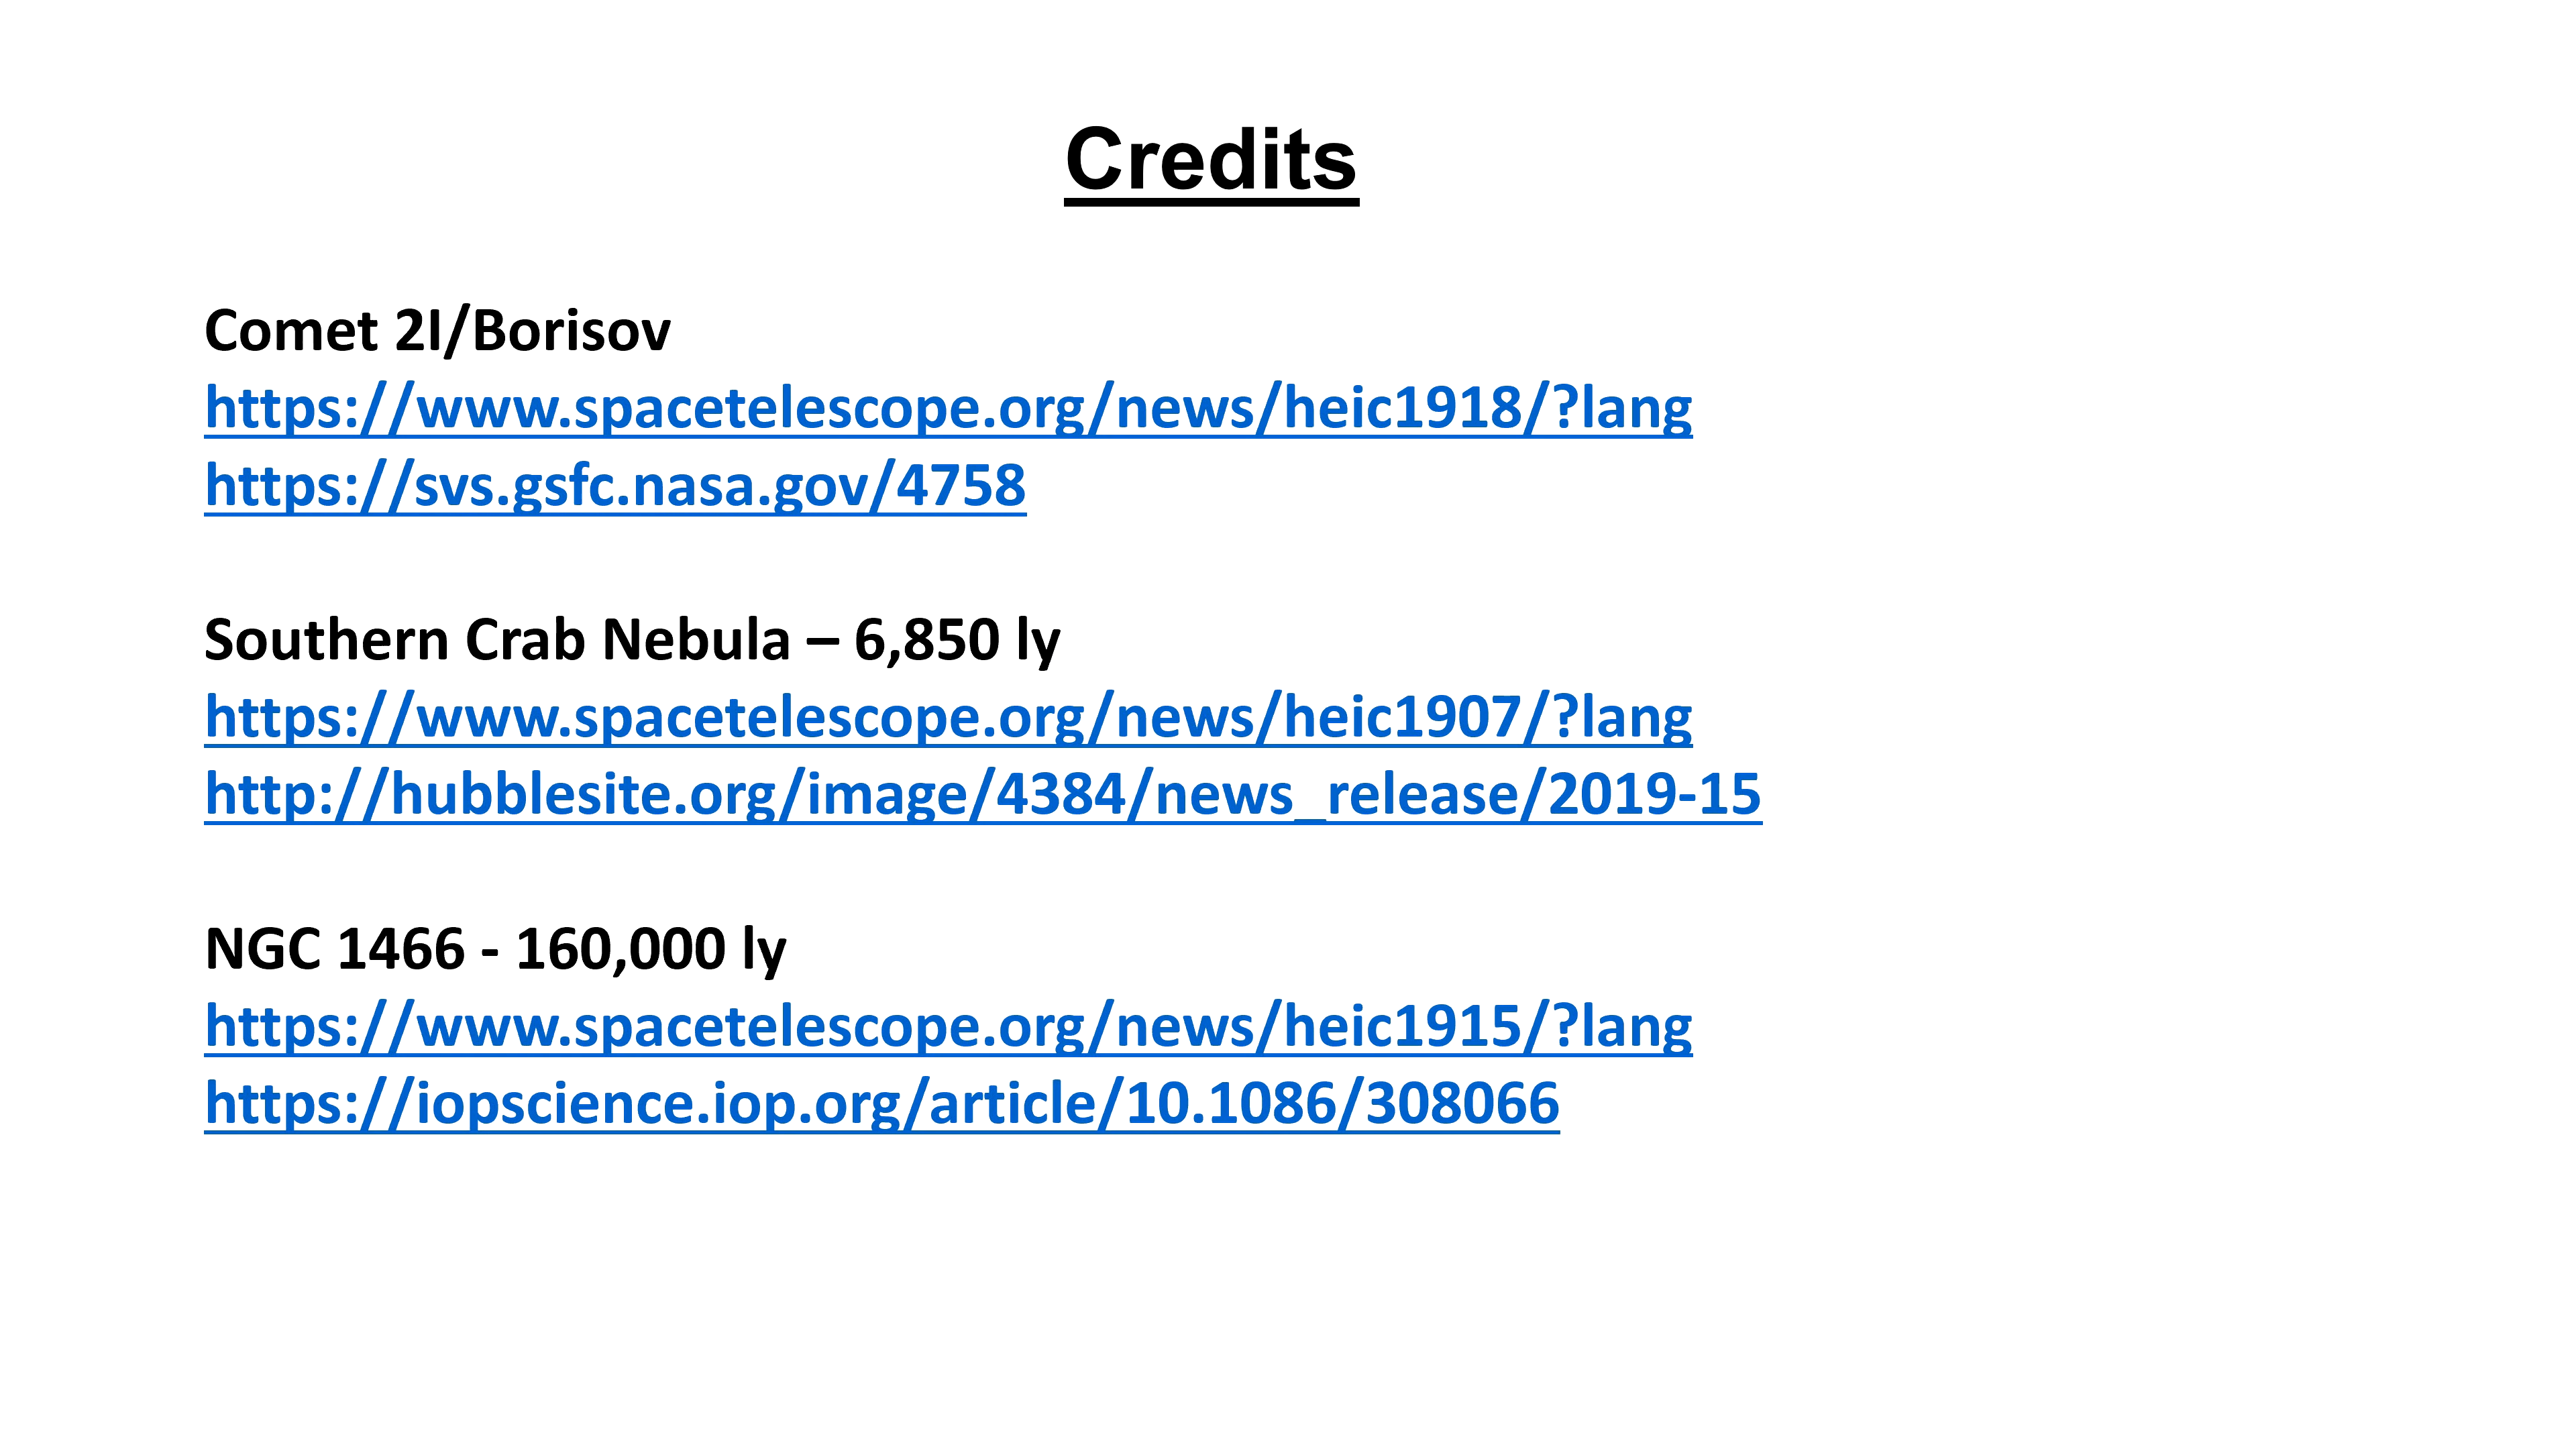 Credits
Comet 2I/Borisov
https://www.spacetelescope.org/news/heic1918/?lang
https://svs.gsfc.nasa.gov/4758
Southern Crab Nebula – 6,850 ly
https://www.spacetelescope.org/news/heic1907/?lang
http://hubblesite.org/image/4384/news_release/2019-15
NGC 1466 - 160,000 ly
https://www.spacetelescope.org/news/heic1915/?lang
https://iopscience.iop.org/article/10.1086/308066